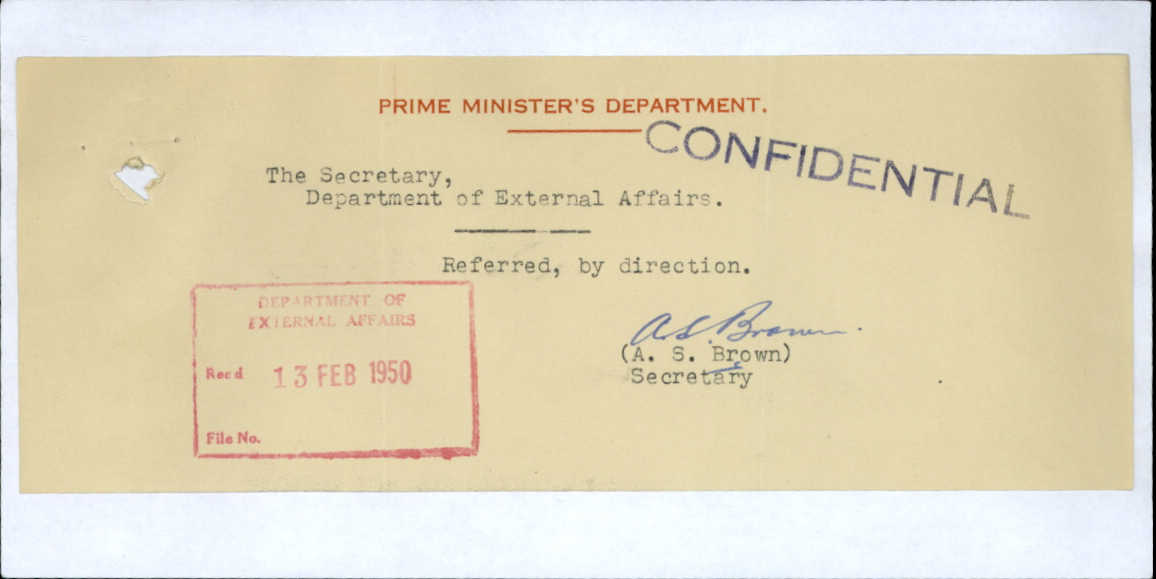 PRIME MINISTER'S DEPARTMENT.
CONFIDENTIAL
The Secretary,
Department of External Affairs.
Referred, by direction.
A.S. Brown.
(A. S. Brown)
Secretary
DEPARTMENT OF
EXTERNAL AFFAIRS
Recd 13 FEB 1950
File No.